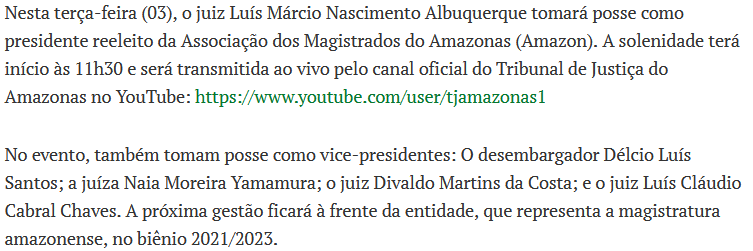 Nesta terça-feira (03), o juiz Luís Márcio Nascimento Albuquerque tomará posse como
presidente reeleito da Associação dos Magistrados do Amazonas (Amazon). A solenidade terá
início às 11h30 e será transmitida ao vivo pelo canal oficial do Tribunal de Justiça do
Amazonas no YouTube: https://www.youtube.com/user/tjamazonas1
No evento, também tomam posse como vice-presidentes: O desembargador Délcio Luís
Santos; a juíza Naia Moreira Yamamura; o juiz Divaldo Martins da Costa; e o juiz Luís Cláudio
Cabral Chaves. A próxima gestão ficará à frente da entidade, que representa a magistratura
amazonense, no biênio 2021/2023.